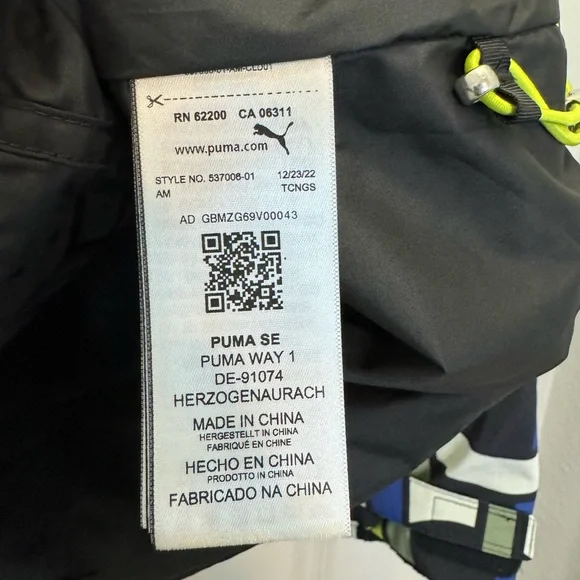 RN 62200 CA 06311
www.puma.com
STYLE NO. 537006-01 12/23/22
AM TCNGS
AD GBMZG69V00043
PUMA SE
PUMA WAY 1
DE-91074
HERZOGENAURACH
MADE IN CHINA
HERGESTELLT IN CHINA
FABRIQUÉ EN CHINE
HECHO EN CHINA
PRODOTTO IN CHINA
FABRICADO NA CHINA